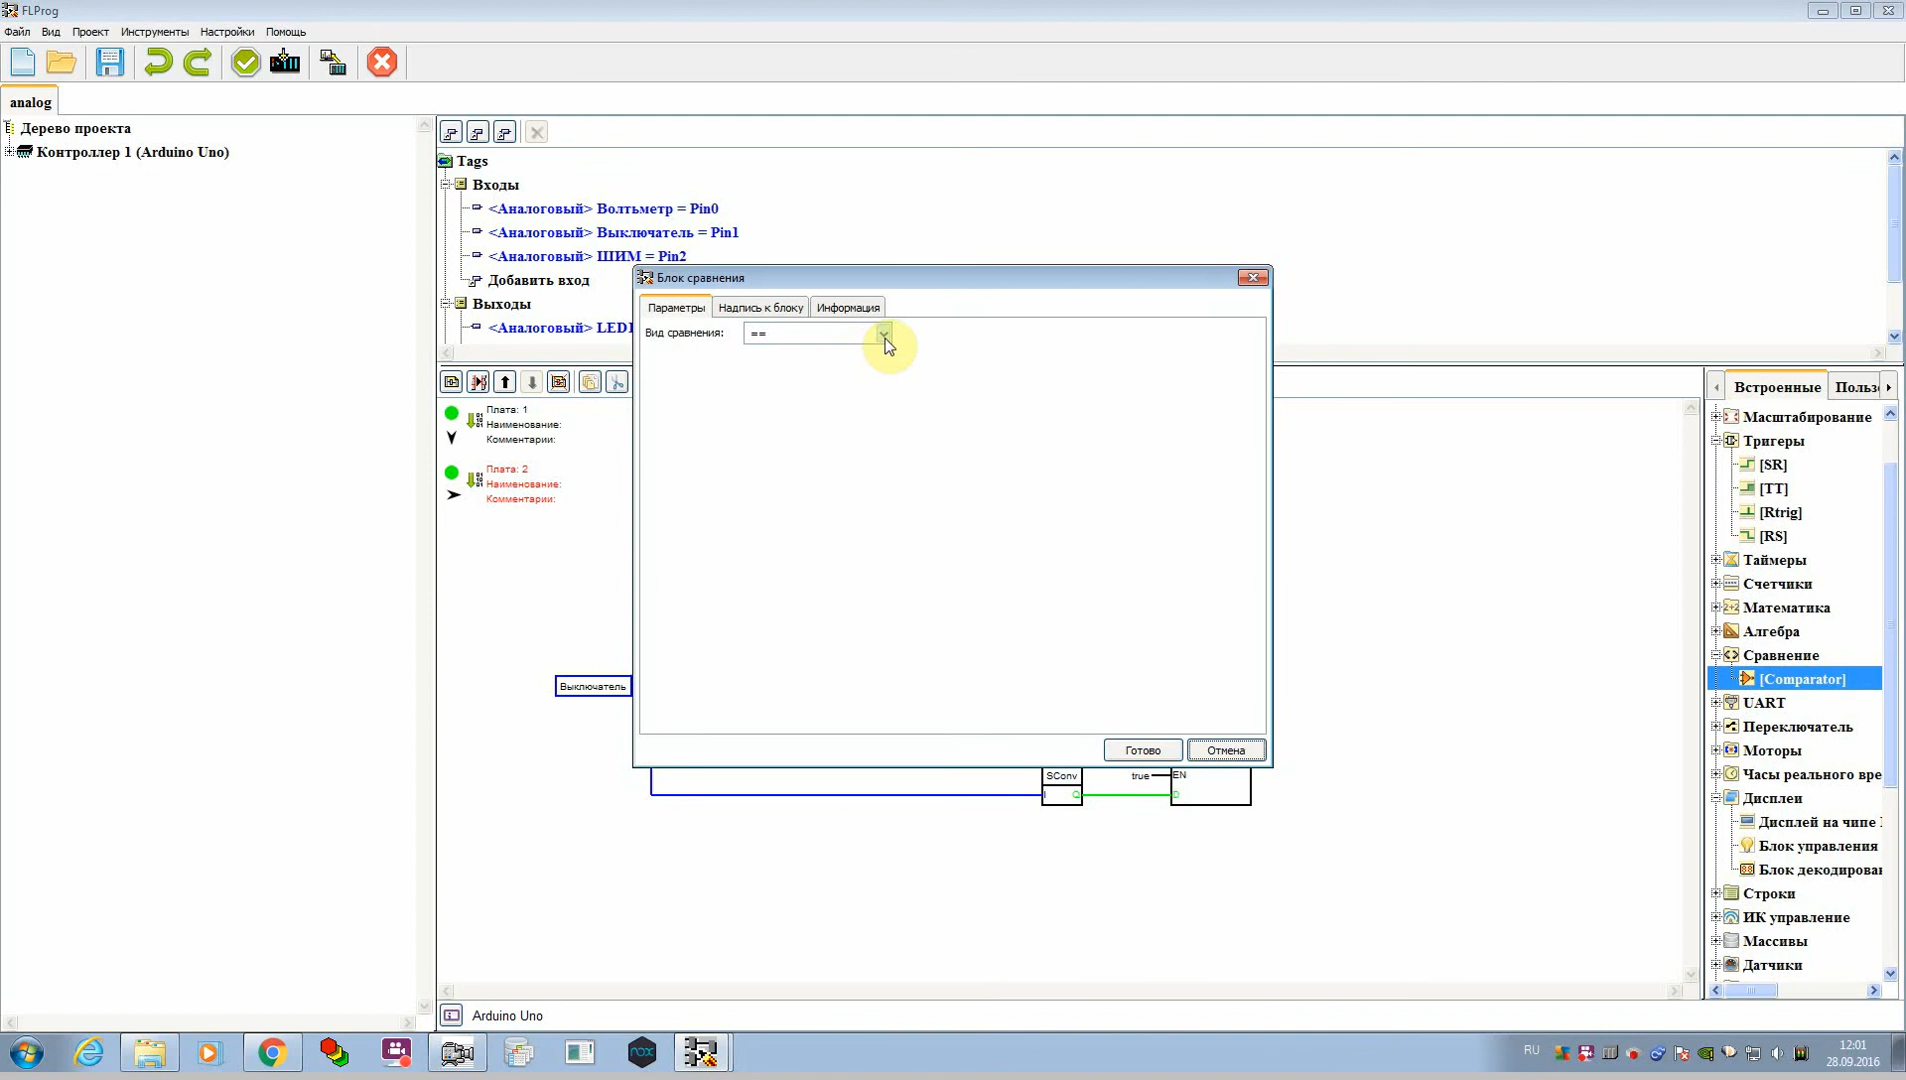 FLProg
Файл Вид Проект Инструменты Настройки Помощь
analog
Дерево проекта
Контроллер 1 (Arduino Uno)
Tags
Входы
<Аналоговый> Волтьметр = Pin0
<Аналоговый> Выключатель = Pin1
<Аналоговый> ШИМ = Pin2
Добавить вход
Выходы
<Аналоговый>
Блок сравнения
Параметры Надпись к блоку Информация
Вид сравнения: ==
Готово Отмена
Плата: 1
Наименование:
Комментарии:
Плата: 2
Наименование:
Комментарии:
Выключатель
SConv
I Q
true EN
D
Встроенные
Масштабирование
Тригеры
[SR]
[TT]
[Rtrig]
[RS]
Таймеры
Счетчики
Математика
Алгебра
Сравнение
[Comparator]
UART
Переключатель
Моторы
Часы реального вре
Дисплеи
Дисплей на чипе
Блок управления
Блок декодирова
Строки
ИК управление
Массивы
Датчики
Arduino Uno
nox
RU
12:01
28.09.2016